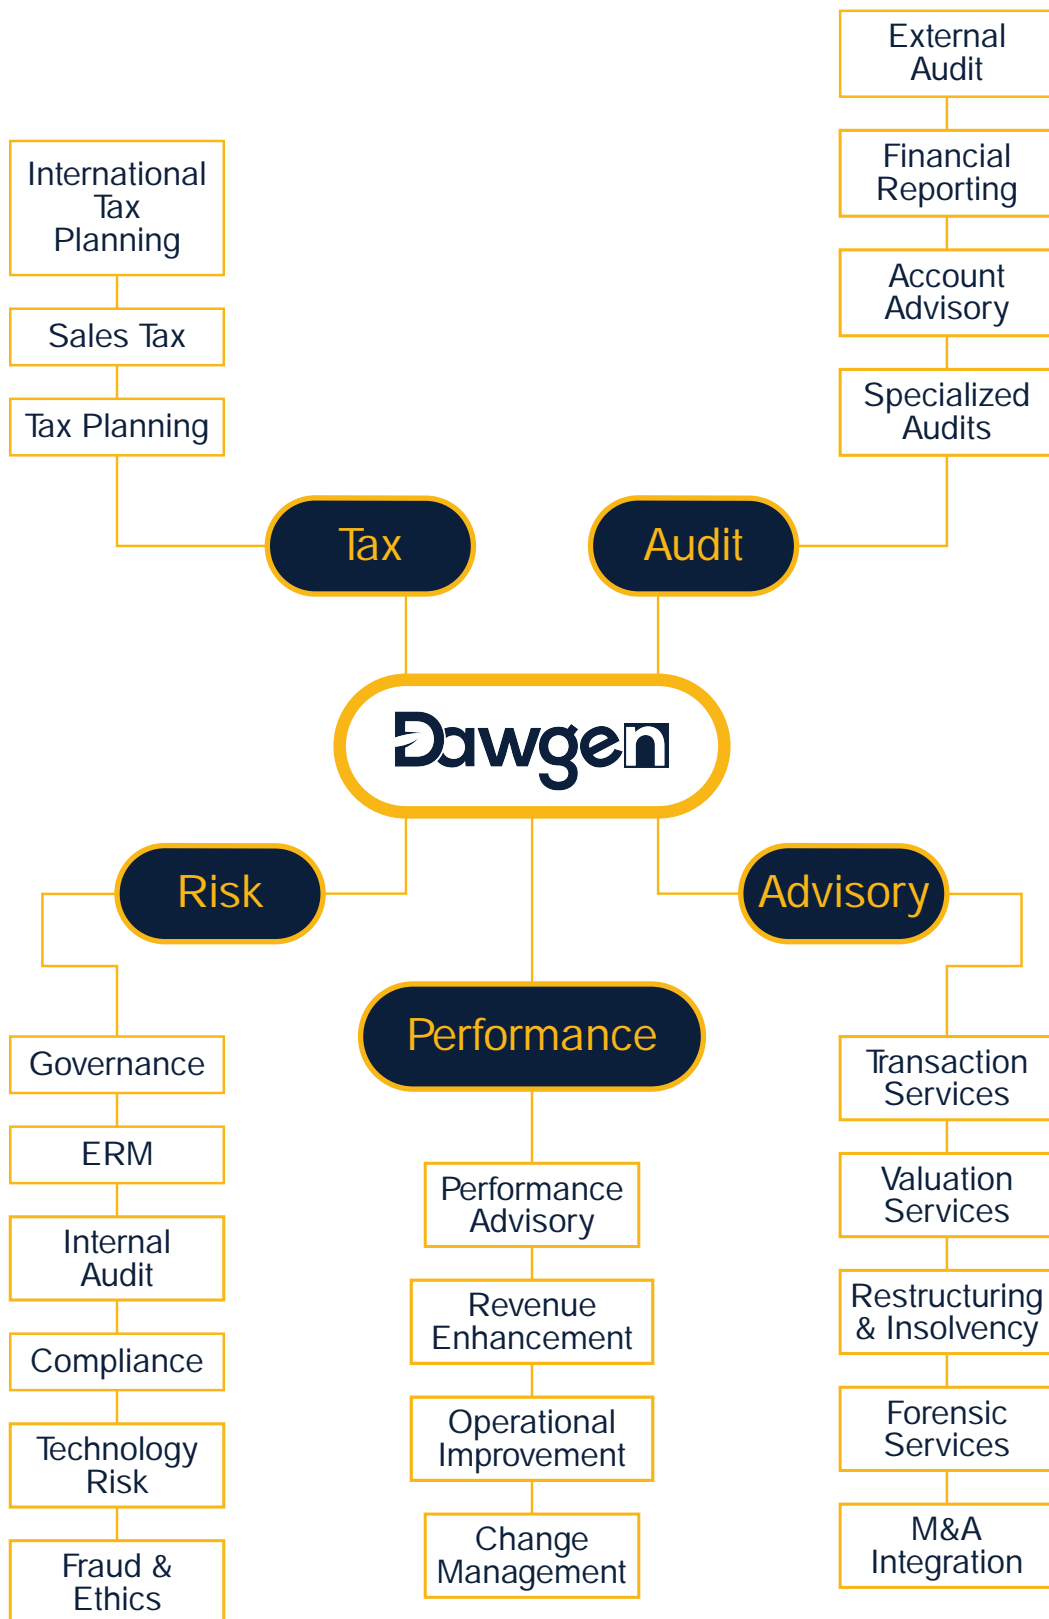 External
Audit
Financial
Reporting
Account
Advisory
Specialized
Audits
International
Tax
Planning
Sales Tax
Tax Planning
Tax
Audit
Dawgen
Risk
Advisory
Performance
Governance
ERM
Internal
Audit
Compliance
Technology
Risk
Fraud &
Ethics
Performance
Advisory
Revenue
Enhancement
Operational
Improvement
Change
Management
Transaction
Services
Valuation
Services
Restructuring
& Insolvency
Forensic
Services
M&A
Integration